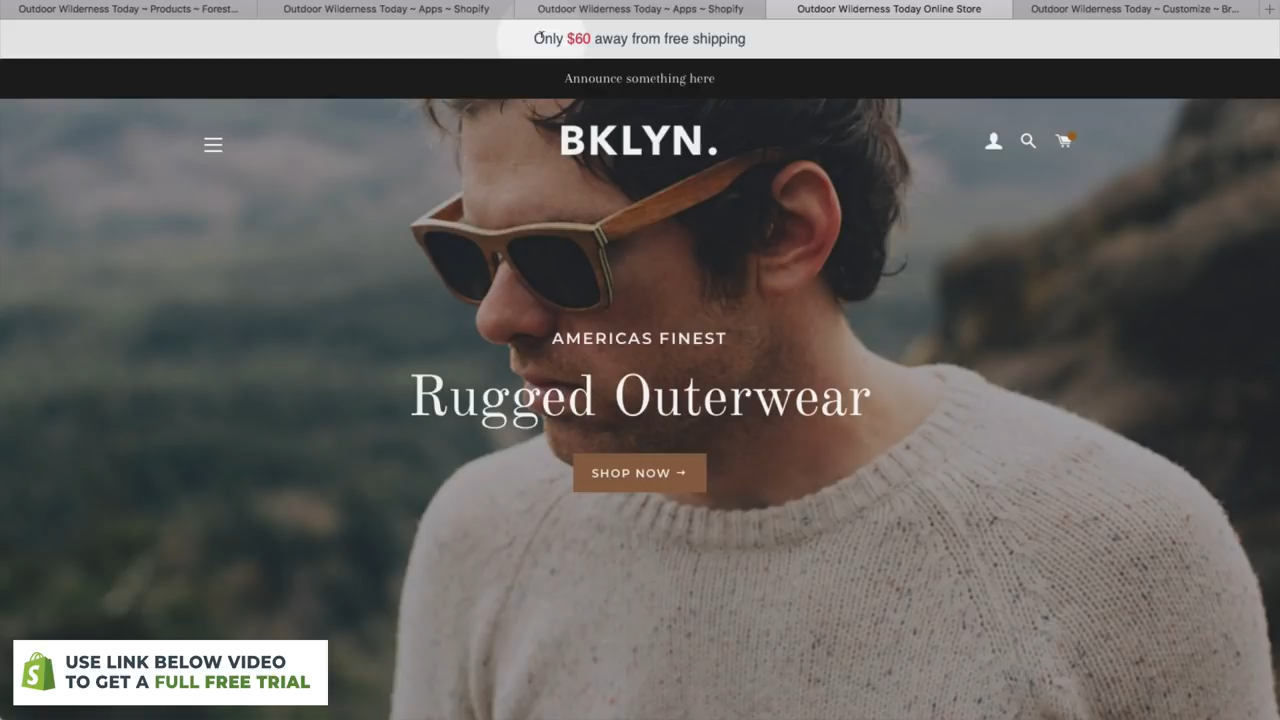 Outdoor Wilderness Today ~ Products ~ Forest...
Outdoor Wilderness Today ~ Apps ~ Shopify
Outdoor Wilderness Today ~ Apps ~ Shopify
Outdoor Wilderness Today Online Store
Outdoor Wilderness Today ~ Customize ~ Br...
Only $60 away from free shipping
Announce something here
BKLYN.
AMERICAS FINEST
Rugged Outerwear
SHOP NOW →
USE LINK BELOW VIDEO
TO GET A FULL FREE TRIAL